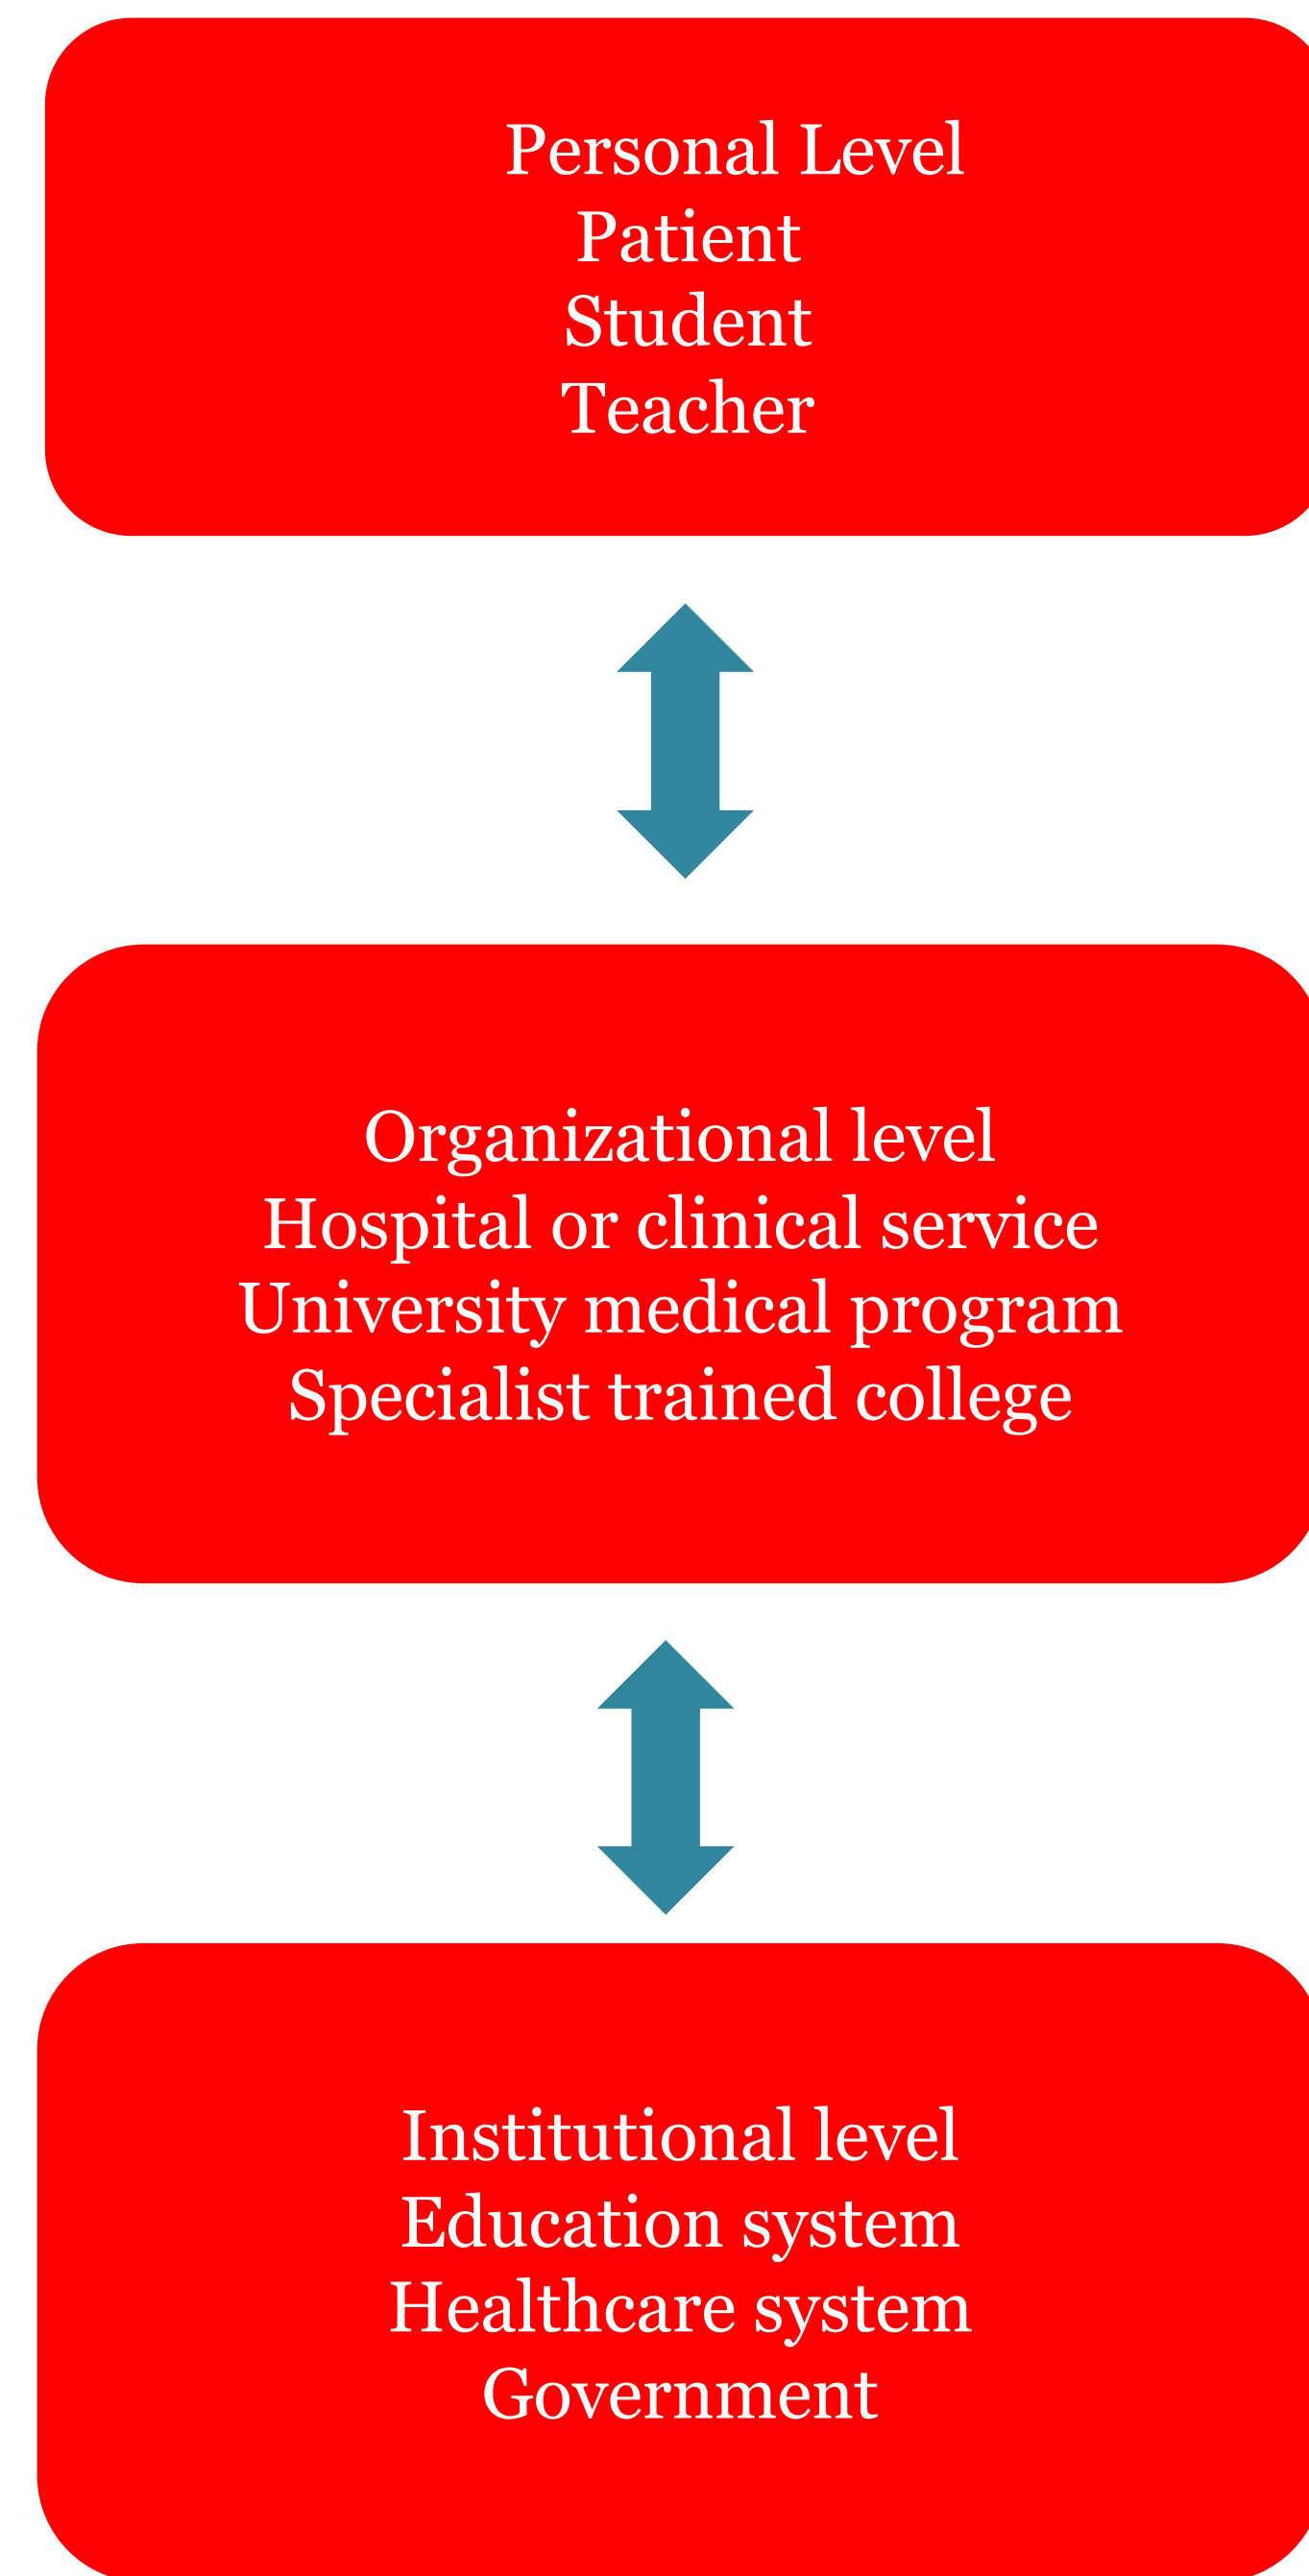 Personal Level
Patient
Student
Teacher
Organizational level
Hospital or clinical service
University medical program
Specialist trained college
Institutional level
Education system
Healthcare system
Government